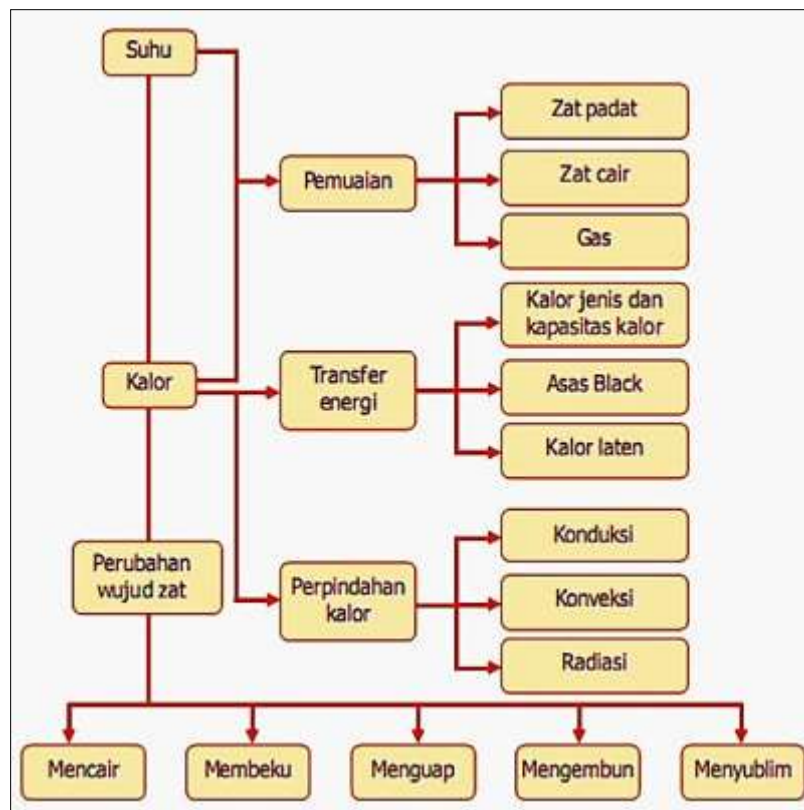 Suhu
Zat padat
Pemuaian
Zat cair
Gas
Kalor jenis dan
kapasitas kalor
Kalor
Transfer
energi
Asas Black
Kalor laten
Konduksi
Perubahan
wujud zat
Perpindahan
kalor
Konveksi
Radiasi
Mencair
Membeku
Menguap
Mengembun
Menyublim